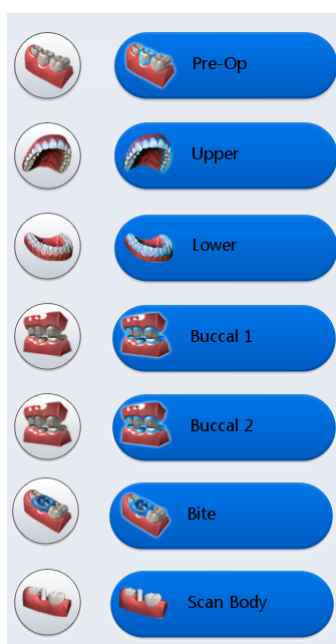 Pre-Op
Upper
Lower
Buccal 1
Buccal 2
Bite
Scan Body